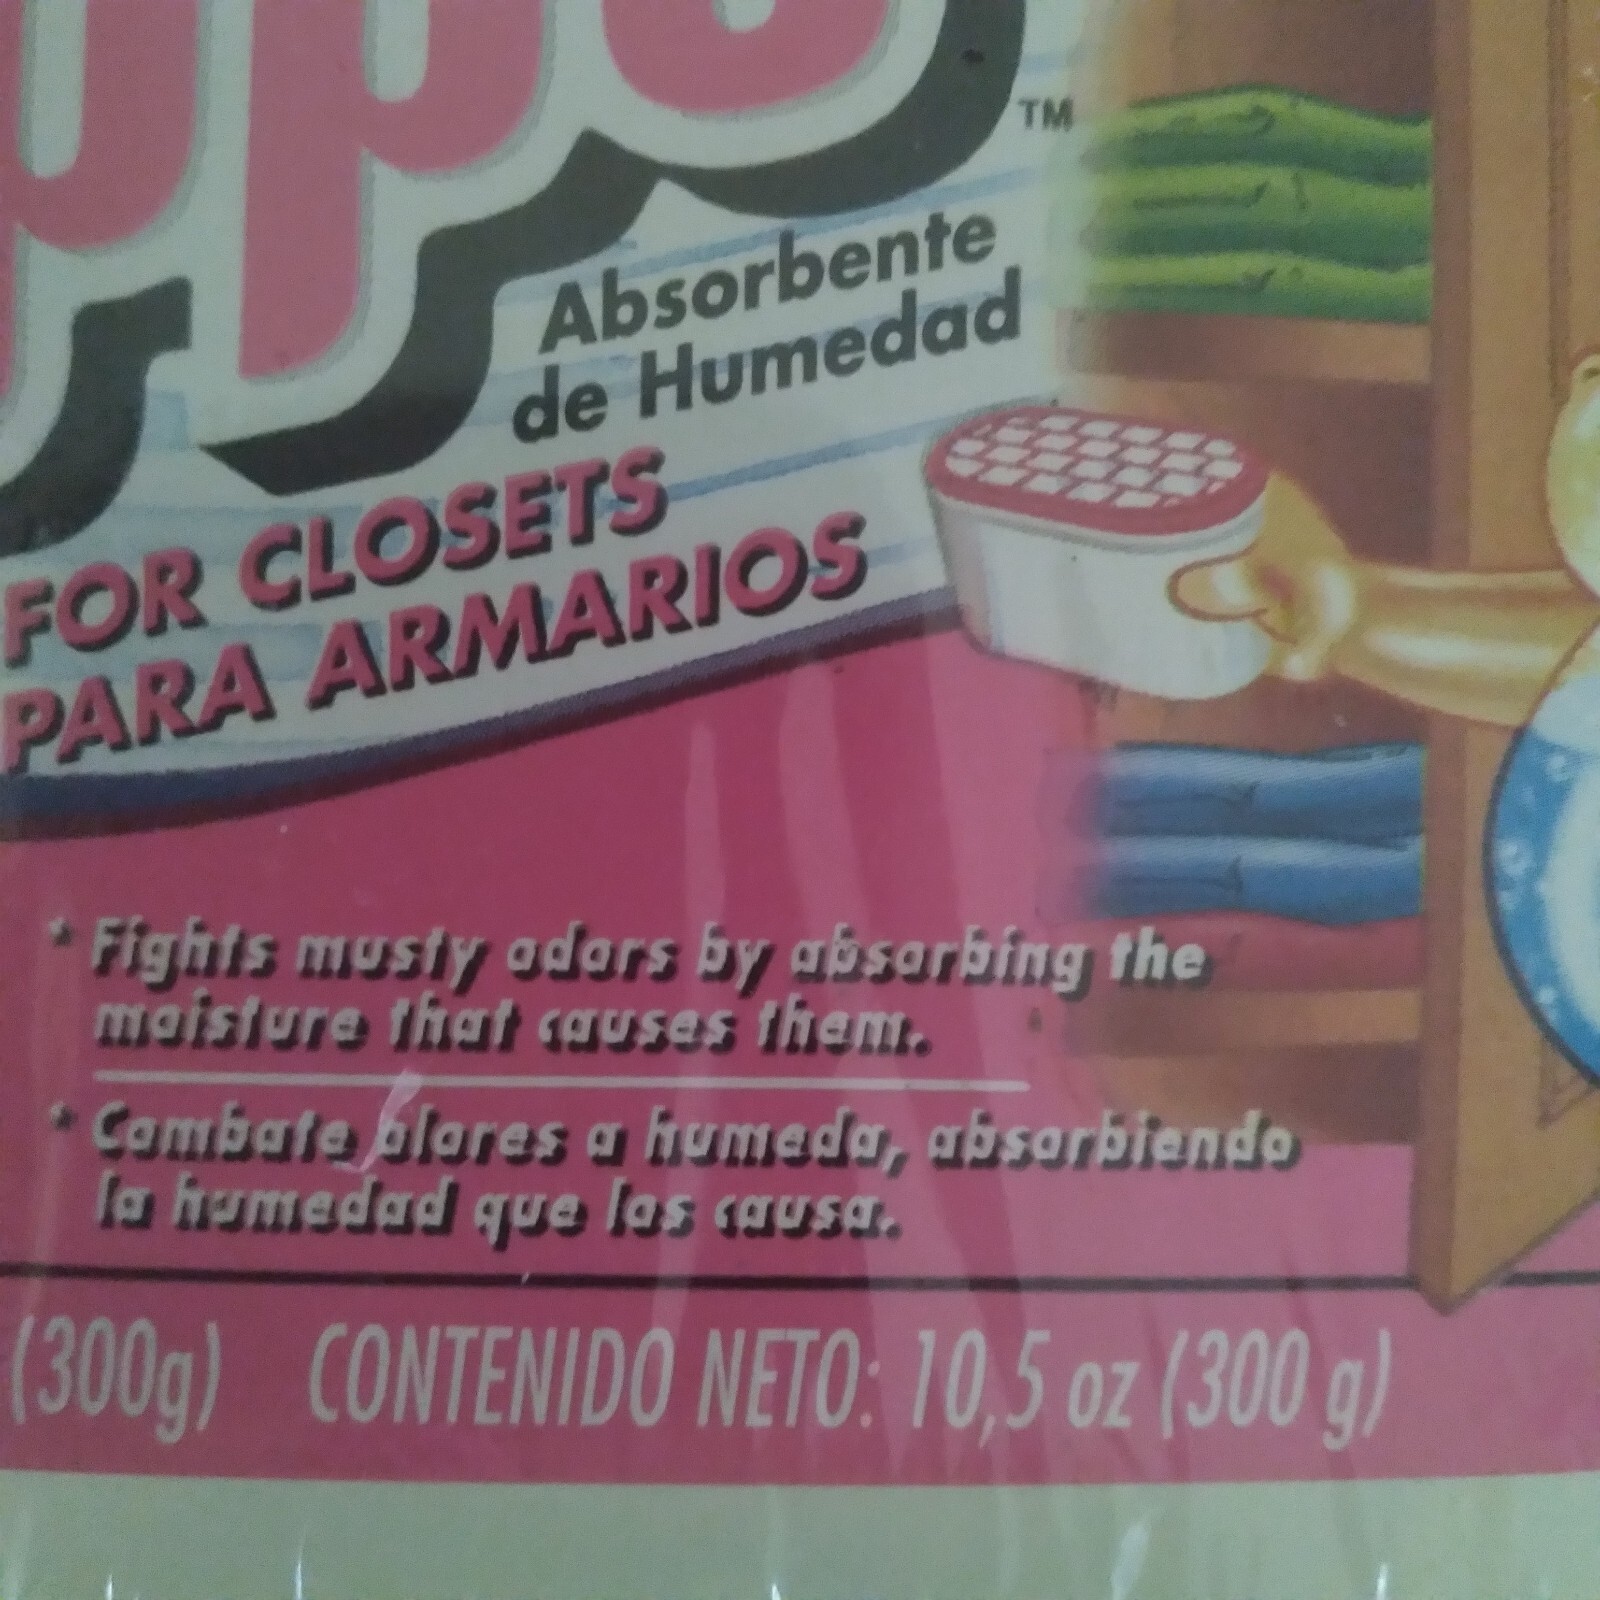 TM
Absorbente
de Humedad
FOR CLOSETS
PARA ARMARIOS
* Fights musty odors by absorbing the
moisture that causes them.
* Combate olores a humeda, absorbiendo
la humedad que los causa.
(300g) CONTENIDO NETO: 10,5 oz (300 g)